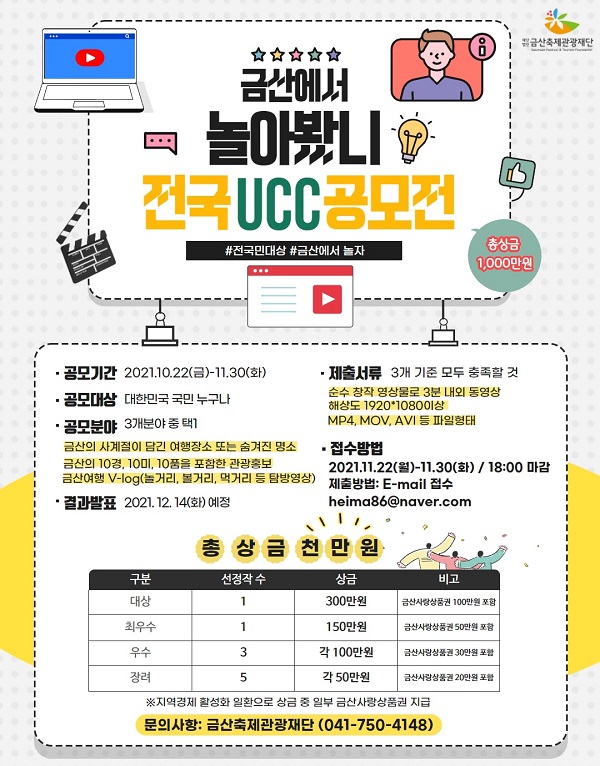 재단법인 금산축제관광재단
Geumsan Festival & Tourism Foundation
금산에서
놀아봤니
전국UCC공모전
#전국민대상 #금산에서 놀자
총상금
1,000만원
· 공모기간 2021.10.22(금)-11.30(화)
· 공모대상 대한민국 국민 누구나
· 공모분야 3개분야 중 택1
금산의 사계절이 담긴 여행장소 또는 숨겨진 명소
금산의 10경, 10미, 10품을 포함한 관광홍보
금산여행 V-log(놀거리, 볼거리, 먹거리 등 탐방영상)
· 결과발표 2021. 12. 14(화) 예정
· 제출서류 3개 기준 모두 충족할 것
순수 창작 영상물로 3분 내외 동영상
해상도 1920*1080이상
MP4, MOV, AVI 등 파일형태
· 접수방법
2021.11.22(월)-11.30(화) / 18:00 마감
제출방법: E-mail 접수
heima86@naver.com
총상금천만원
구분 선정작 수 상금 비고
대상 1 300만원 금산사랑상품권 100만원 포함
최우수 1 150만원 금산사랑상품권 50만원 포함
우수 3 각 100만원 금산사랑상품권 30만원 포함
장려 5 각 50만원 금산사랑상품권 20만원 포함
※지역경제 활성화 일환으로 상금 중 일부 금산사랑상품권 지급
문의사항: 금산축제관광재단 (041-750-4148)